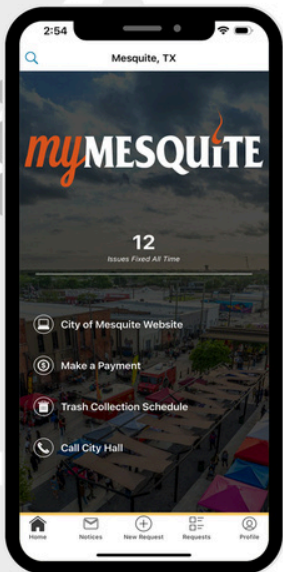 2:54
Mesquite, TX
myMESQUiTE
12
Issues Fixed All Time
City of Mesquite Website
Make a Payment
Trash Collection Schedule
Call City Hall
Home Notices New Request Requests Profile